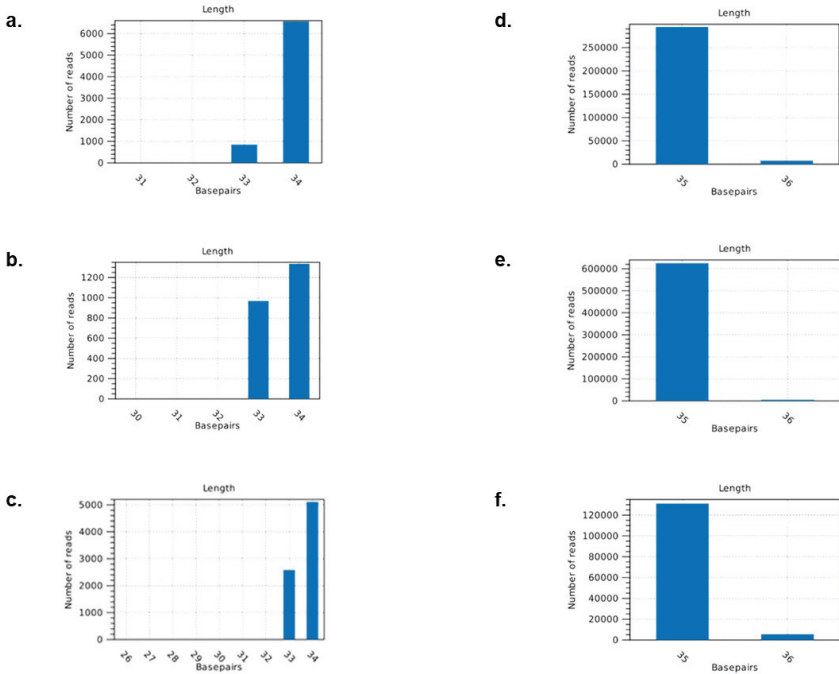 a.
Length
Number of reads
6000
5000
4000
3000
2000
1000
0
31 32 33 34
Basepairs
b.
Length
Number of reads
1200
1000
800
600
400
200
0
30 31 32 33 34
Basepairs
c.
Length
Number of reads
5000
4000
3000
2000
1000
0
26 27 28 29 30 31 32 33 34
Basepairs
d.
Length
Number of reads
250000
200000
150000
100000
50000
0
35 36
Basepairs
e.
Length
Number of reads
600000
500000
400000
300000
200000
100000
0
35 36
Basepairs
f.
Length
Number of reads
120000
100000
80000
60000
40000
20000
0
35 36
Basepairs